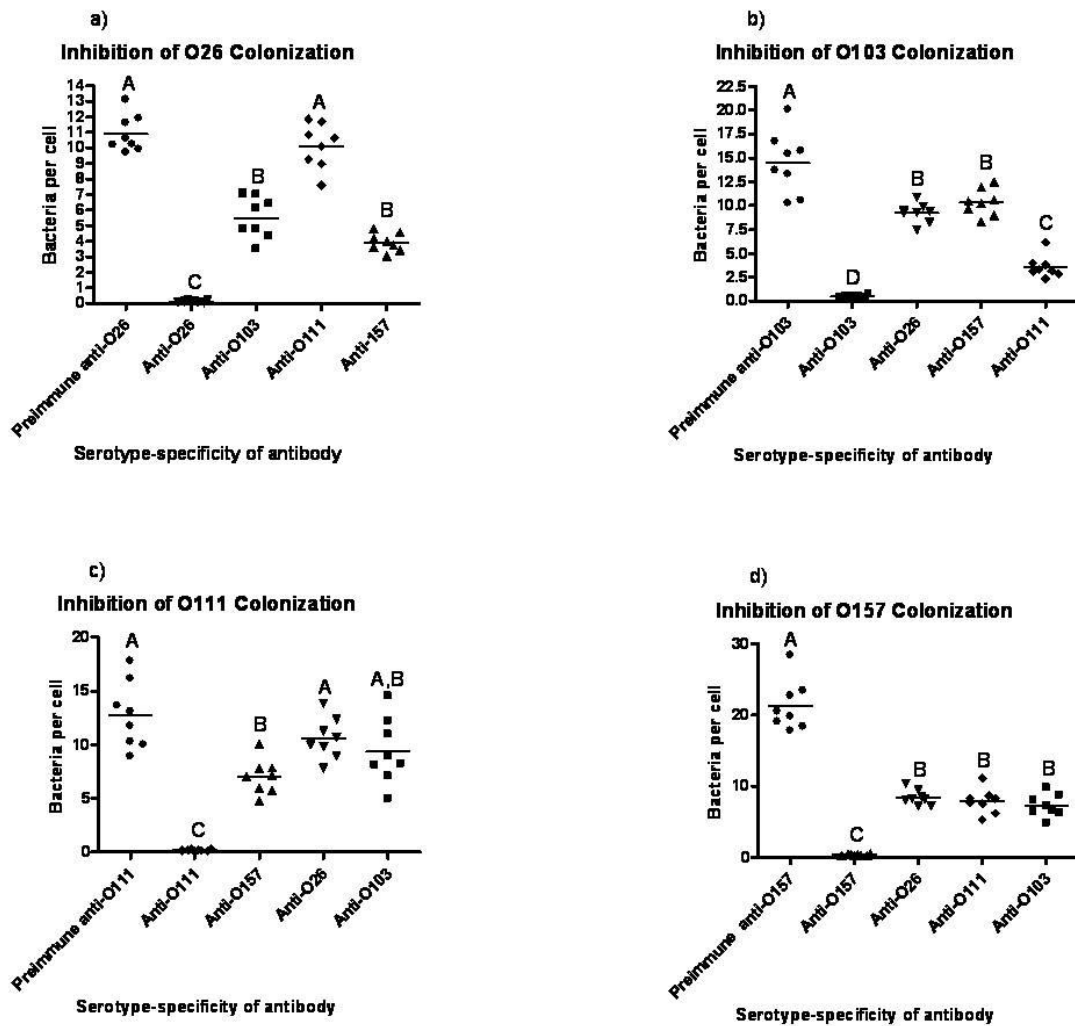 a)
Inhibition of O26 Colonization
Bacteria per cell
14
13
12
11
10
9
8
7
6
5
4
3
2
1
0
A
C
B
A
B
Preimmune anti-O26
Anti-O26
Anti-O103
Anti-O111
Anti-157
Serotype-specificity of antibody
b)
Inhibition of O103 Colonization
Bacteria per cell
22.5
20.0
17.5
15.0
12.5
10.0
7.5
5.0
2.5
0.0
A
D
B
B
C
Preimmune anti-O103
Anti-O103
Anti-O26
Anti-O157
Anti-O111
Serotype-specificity of antibody
c)
Inhibition of O111 Colonization
Bacteria per cell
20
15
10
5
0
A
C
B
A
A,B
Preimmune anti-O111
Anti-O111
Anti-O157
Anti-O26
Anti-O103
Serotype-specificity of antibody
d)
Inhibition of O157 Colonization
Bacteria per cell
30
20
10
0
A
C
B
B
B
Preimmune anti-O157
Anti-O157
Anti-O26
Anti-O111
Anti-O103
Serotype-specificity of antibody